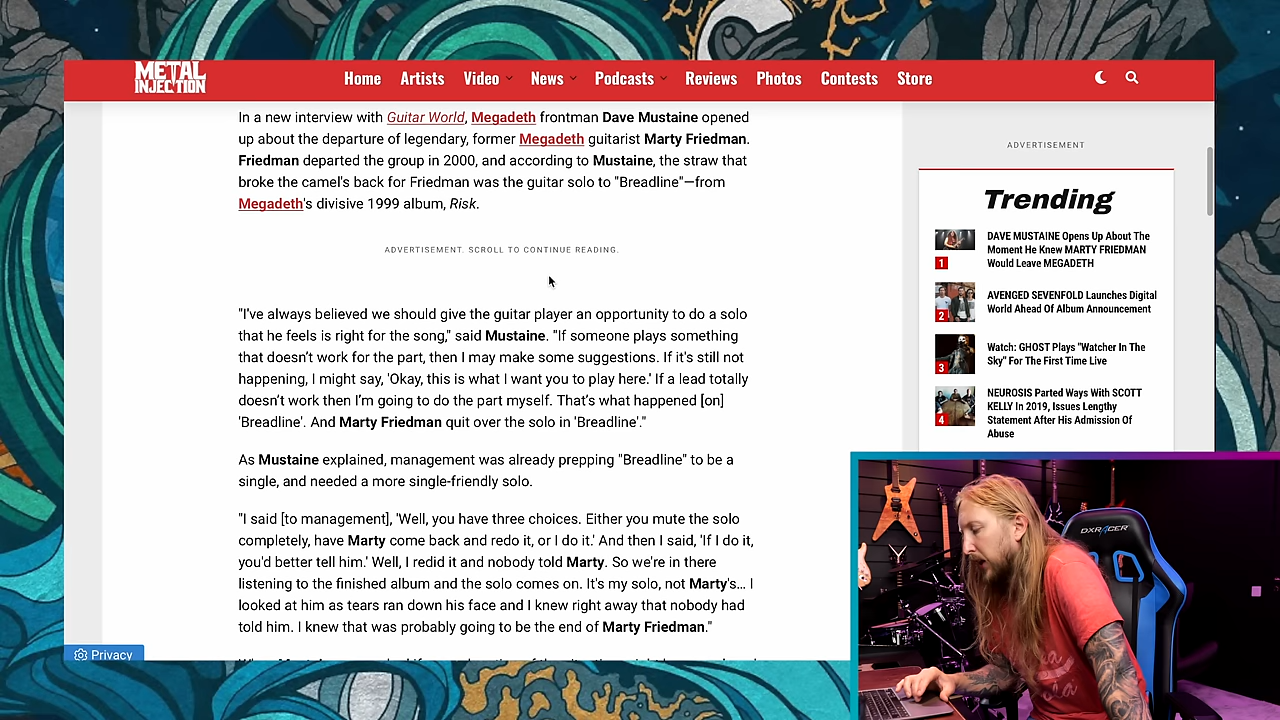 METAL
INJECTION
Home Artists Video News Podcasts Reviews Photos Contests Store
In a new interview with Guitar World, Megadeth frontman Dave Mustaine opened
up about the departure of legendary, former Megadeth guitarist Marty Friedman.
Friedman departed the group in 2000, and according to Mustaine, the straw that
broke the camel's back for Friedman was the guitar solo to "Breadline"—from
Megadeth's divisive 1999 album, Risk.
ADVERTISEMENT. SCROLL TO CONTINUE READING.
"I've always believed we should give the guitar player an opportunity to do a solo
that he feels is right for the song," said Mustaine. "If someone plays something
that doesn’t work for the part, then I may make some suggestions. If it's still not
happening, I might say, 'Okay, this is what I want you to play here.' If a lead totally
doesn’t work then I’m going to do the part myself. That’s what happened [on]
'Breadline'. And Marty Friedman quit over the solo in 'Breadline'."
As Mustaine explained, management was already prepping "Breadline" to be a
single, and needed a more single-friendly solo.
"I said [to management], 'Well, you have three choices. Either you mute the solo
completely, have Marty come back and redo it, or I do it.' And then I said, 'If I do it,
you'd better tell him.' Well, I redid it and nobody told Marty. So we're in there
listening to the finished album and the solo comes on. It's my solo, not Marty's… I
looked at him as tears ran down his face and I knew right away that nobody had
told him. I knew that was probably going to be the end of Marty Friedman."
Privacy
ADVERTISEMENT
Trending
DAVE MUSTAINE Opens Up About The
Moment He Knew MARTY FRIEDMAN
Would Leave MEGADETH
1
AVENGED SEVENFOLD Launches Digital
World Ahead Of Album Announcement
2
Watch: GHOST Plays "Watcher In The
Sky" For The First Time Live
3
NEUROSIS Parted Ways With SCOTT
KELLY In 2019, Issues Lengthy
Statement After His Admission Of
Abuse
4
DXRACER